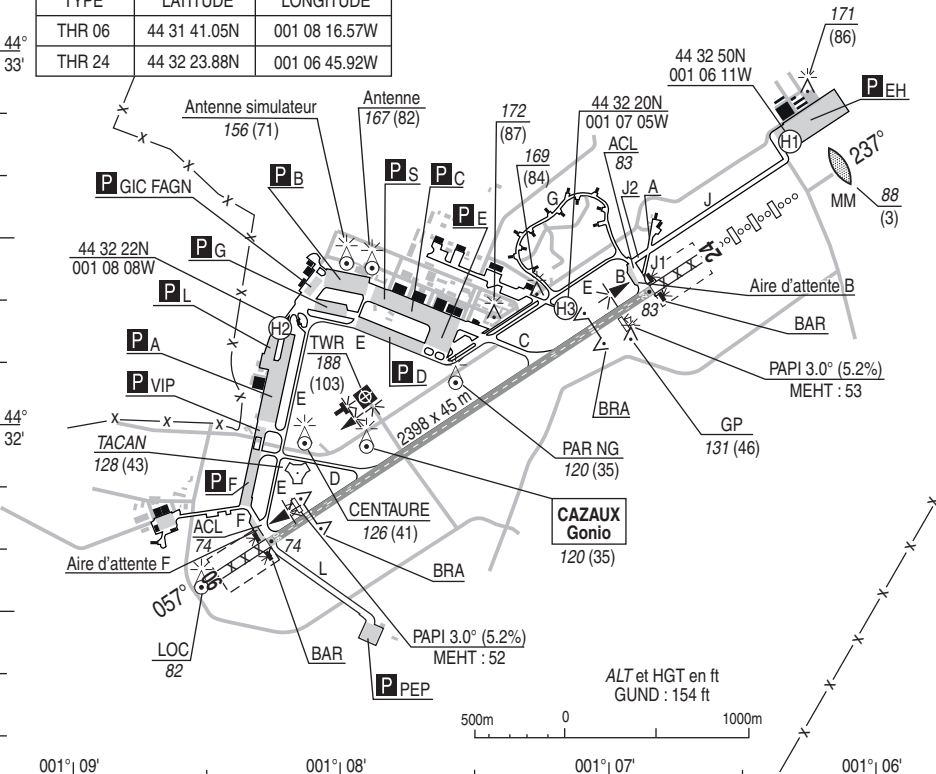 TYPE LATITUDE LONGITUDE
THR 06 44 31 41.05N 001 08 16.57W
THR 24 44 32 23.88N 001 06 45.92W
44°
33'
171
(86)
44 32 50N
001 06 11W
P EH
H1
237°
MM
88
(3)
Antenne simulateur
156 (71)
Antenne
167 (82)
172
(87)
169
(84)
44 32 20N
001 07 05W
ACL
83
J2
A
J
G
P GIC FAGN
P B
P S
P C
P E
P G
44 32 22N
001 08 08W
P L
H2
P A
P VIP
TWR
188
(103)
E
P D
C
H3
E
B
J1
24
Aire d'attente B
83
BAR
PAPI 3.0° (5.2%)
MEHT : 53
BRA
GP
131 (46)
2398 x 45 m
PAR NG
120 (35)
E
44°
32'
TACAN
128 (43)
P F
E
D
CENTAURE
126 (41)
CAZAUX
Gonio
120 (35)
ACL
74
F
74
Aire d'attente F
06
057°
LOC
82
BAR
L
BRA
PAPI 3.0° (5.2%)
MEHT : 52
P PEP
ALT et HGT en ft
GUND : 154 ft
500m 0 1000m
001° 09' 001° 08' 001° 07' 001° 06'